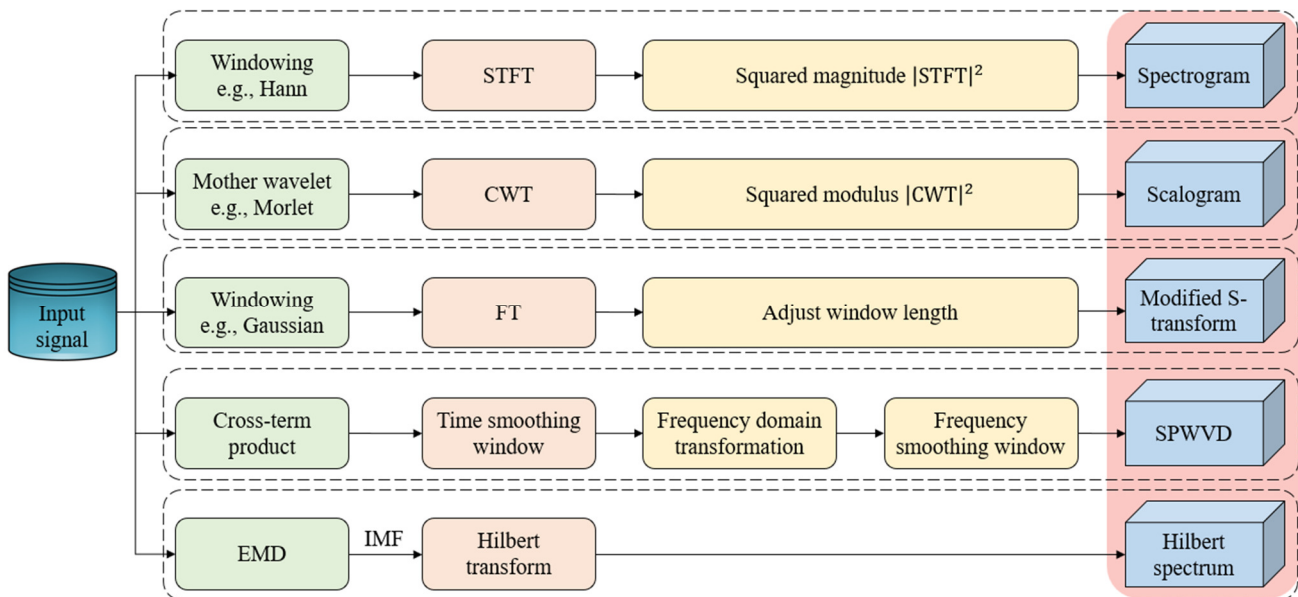 Windowing
e.g., Hann
STFT
Squared magnitude |STFT|²
Spectrogram
Mother wavelet
e.g., Morlet
CWT
Squared modulus |CWT|²
Scalogram
Input
signal
Windowing
e.g., Gaussian
FT
Adjust window length
Modified S-
transform
Cross-term
product
Time smoothing
window
Frequency domain
transformation
Frequency
smoothing window
SPWVD
EMD
IMF
Hilbert
transform
Hilbert
spectrum